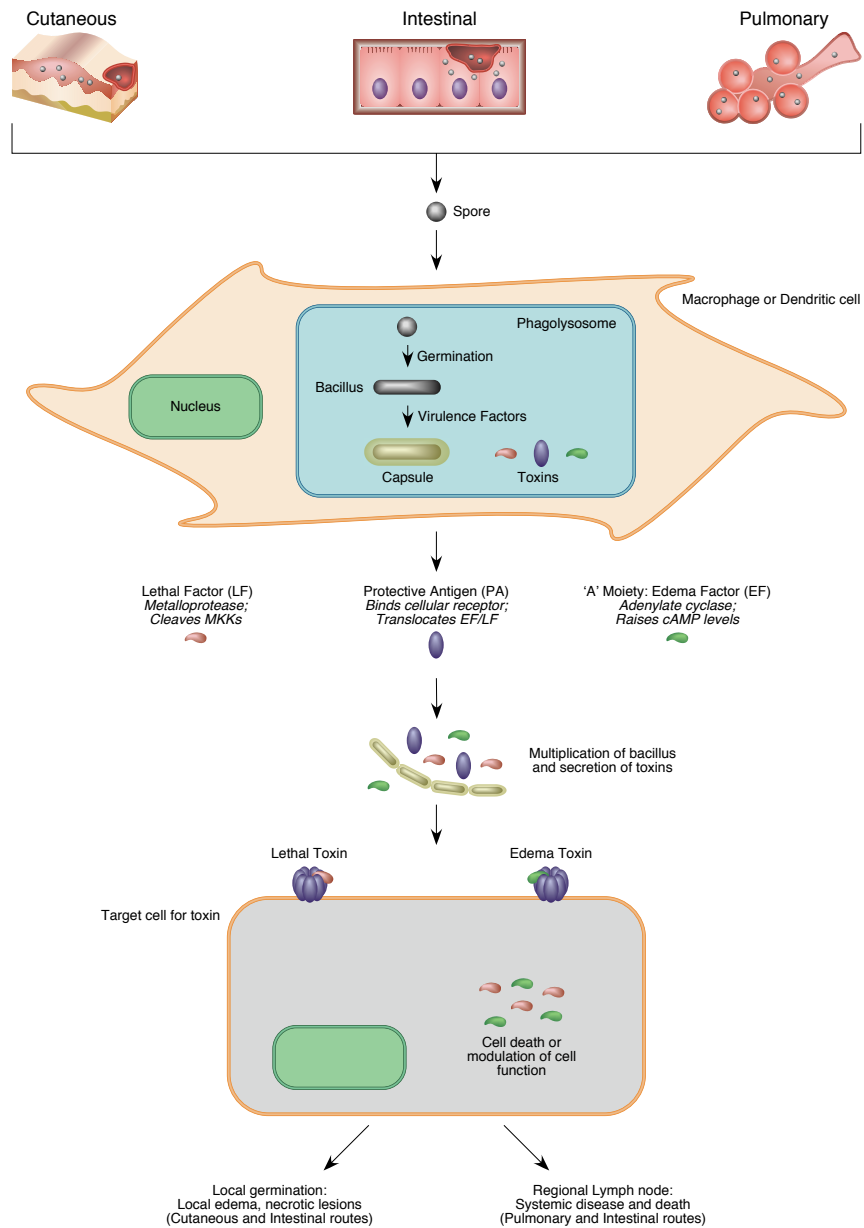 Cutaneous
Intestinal
Pulmonary
Spore
Macrophage or Dendritic cell
Phagolysosome
Germination
Bacillus
Nucleus
Virulence Factors
Capsule
Toxins
Lethal Factor (LF)
Metalloprotease;
Cleaves MKKs
Protective Antigen (PA)
Binds cellular receptor;
Translocates EF/LF
‘A’ Moiety: Edema Factor (EF)
Adenylate cyclase;
Raises cAMP levels
Multiplication of bacillus
and secretion of toxins
Lethal Toxin
Edema Toxin
Target cell for toxin
Cell death or
modulation of cell
function
Local germination:
Local edema, necrotic lesions
(Cutaneous and Intestinal routes)
Regional Lymph node:
Systemic disease and death
(Pulmonary and Intestinal routes)